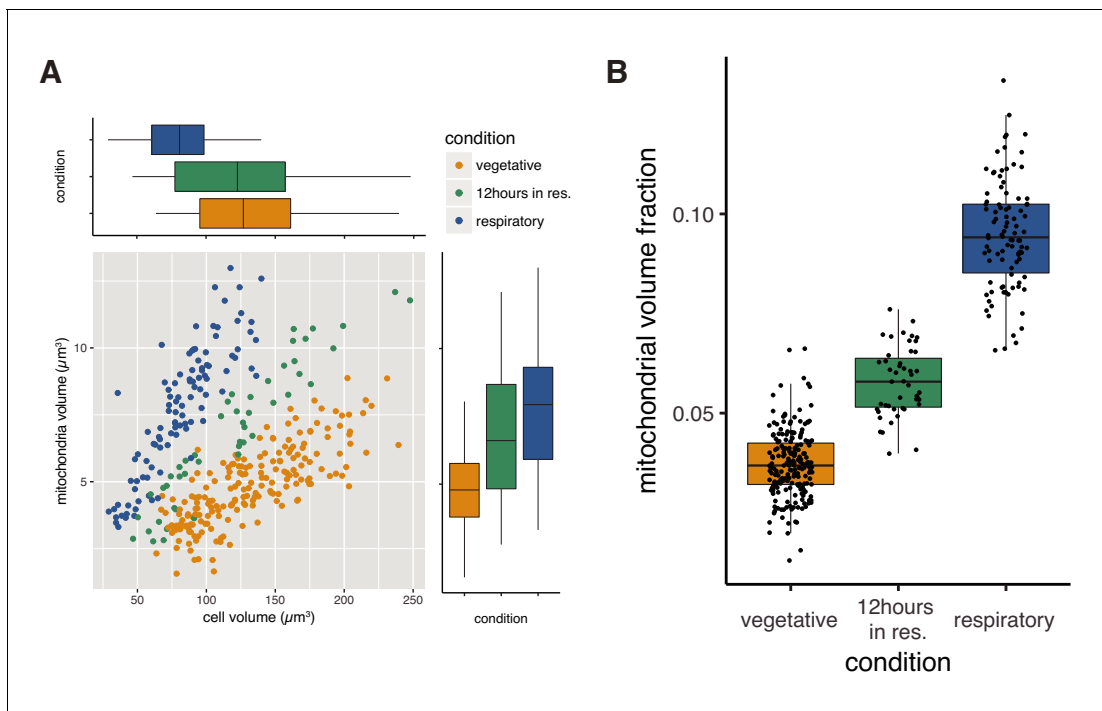 A
condition
condition
vegetative
12hours in res.
respiratory
mitochondria volume (µm³)
10
5
50
100
150
200
250
cell volume (µm³)
condition
B
mitochondrial volume fraction
0.10
0.05
vegetative
12hours
in res.
respiratory
condition